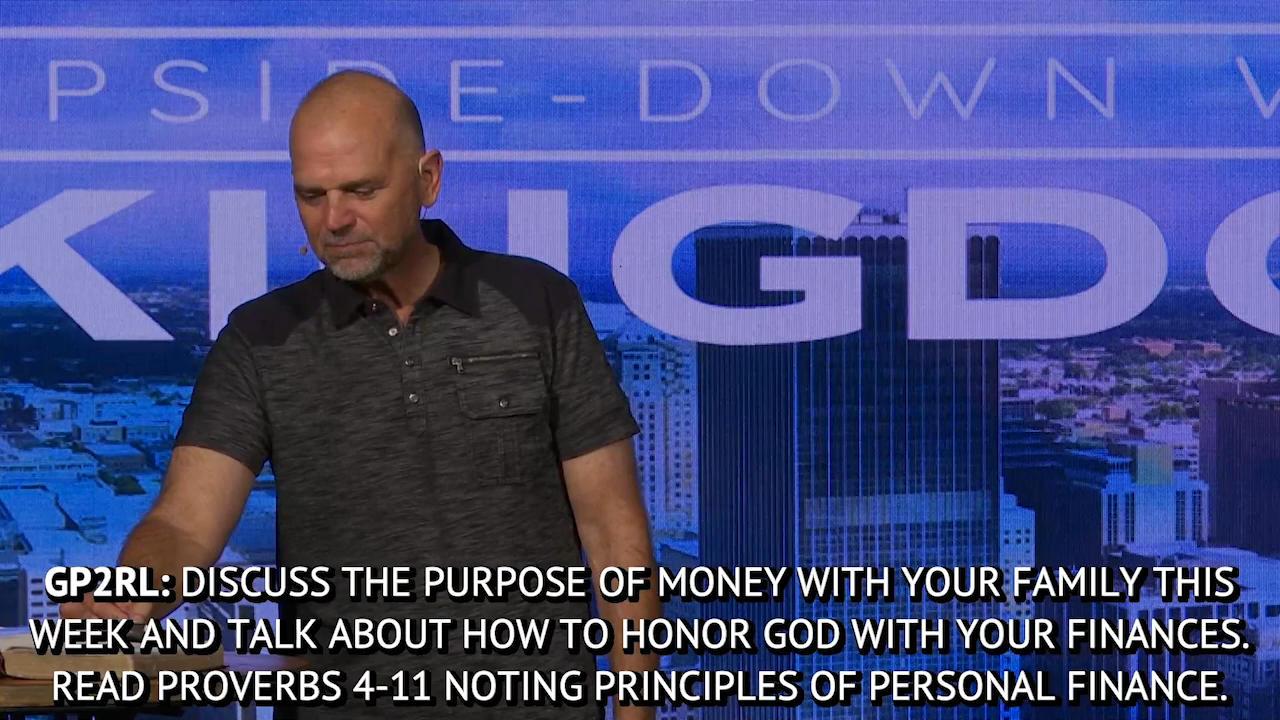 PSIDE-DOWN
KINGDO
GP2RL: DISCUSS THE PURPOSE OF MONEY WITH YOUR FAMILY THIS
WEEK AND TALK ABOUT HOW TO HONOR GOD WITH YOUR FINANCES.
READ PROVERBS 4-11 NOTING PRINCIPLES OF PERSONAL FINANCE.